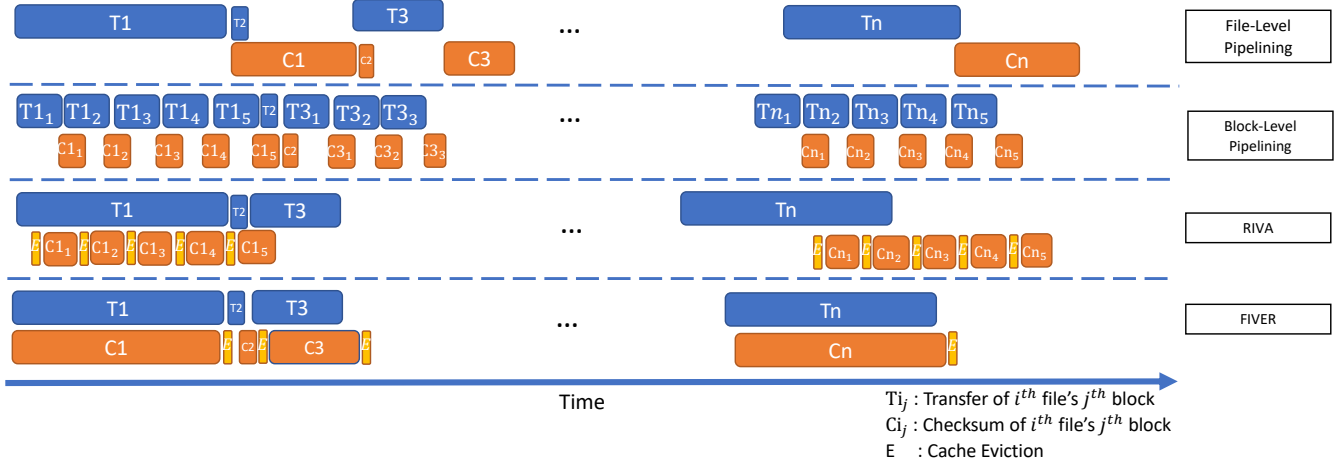 T1 T2 T3 ... Tn
C1 C2 C3 Cn
File-Level
Pipelining
T1₁ T1₂ T1₃ T1₄ T1₅ T2 T3₁ T3₂ T3₃ ... Tn₁ Tn₂ Tn₃ Tn₄ Tn₅
C1₁ C1₂ C1₃ C1₄ C1₅ C2 C3₁ C3₂ C3₃ Cn₁ Cn₂ Cn₃ Cn₄ Cn₅
Block-Level
Pipelining
T1 T2 T3 ... Tn
E C1₁ E C1₂ E C1₃ E C1₄ E C1₅ E Cn₁ E Cn₂ E Cn₃ E Cn₄ E Cn₅
RIVA
T1 T2 T3 ... Tn
C1 E C2 E C3 E Cn E
FIVER
Time
Tiⱼ : Transfer of iᵗʰ file's jᵗʰ block
Ciⱼ : Checksum of iᵗʰ file's jᵗʰ block
E : Cache Eviction